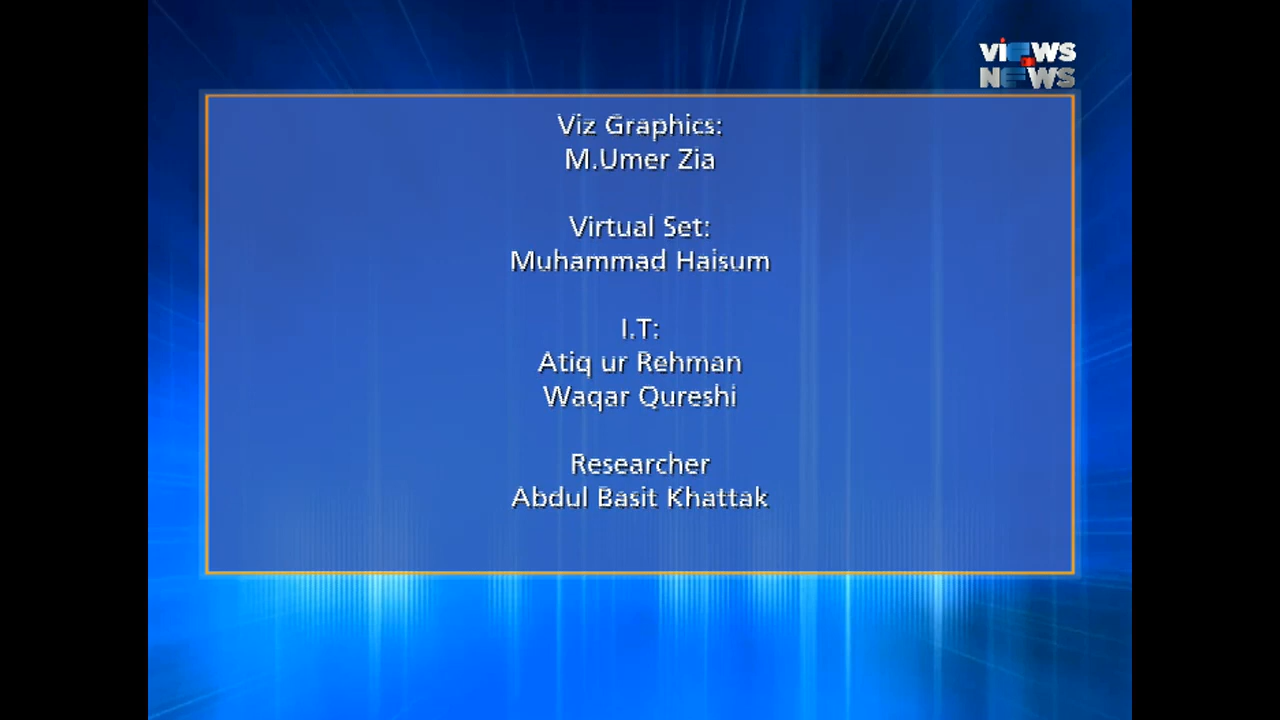 ViEWS
NEWS
Viz Graphics:
M.Umer Zia
Virtual Set:
Muhammad Haisum
I.T:
Atiq ur Rehman
Waqar Qureshi
Researcher
Abdul Basit Khattak